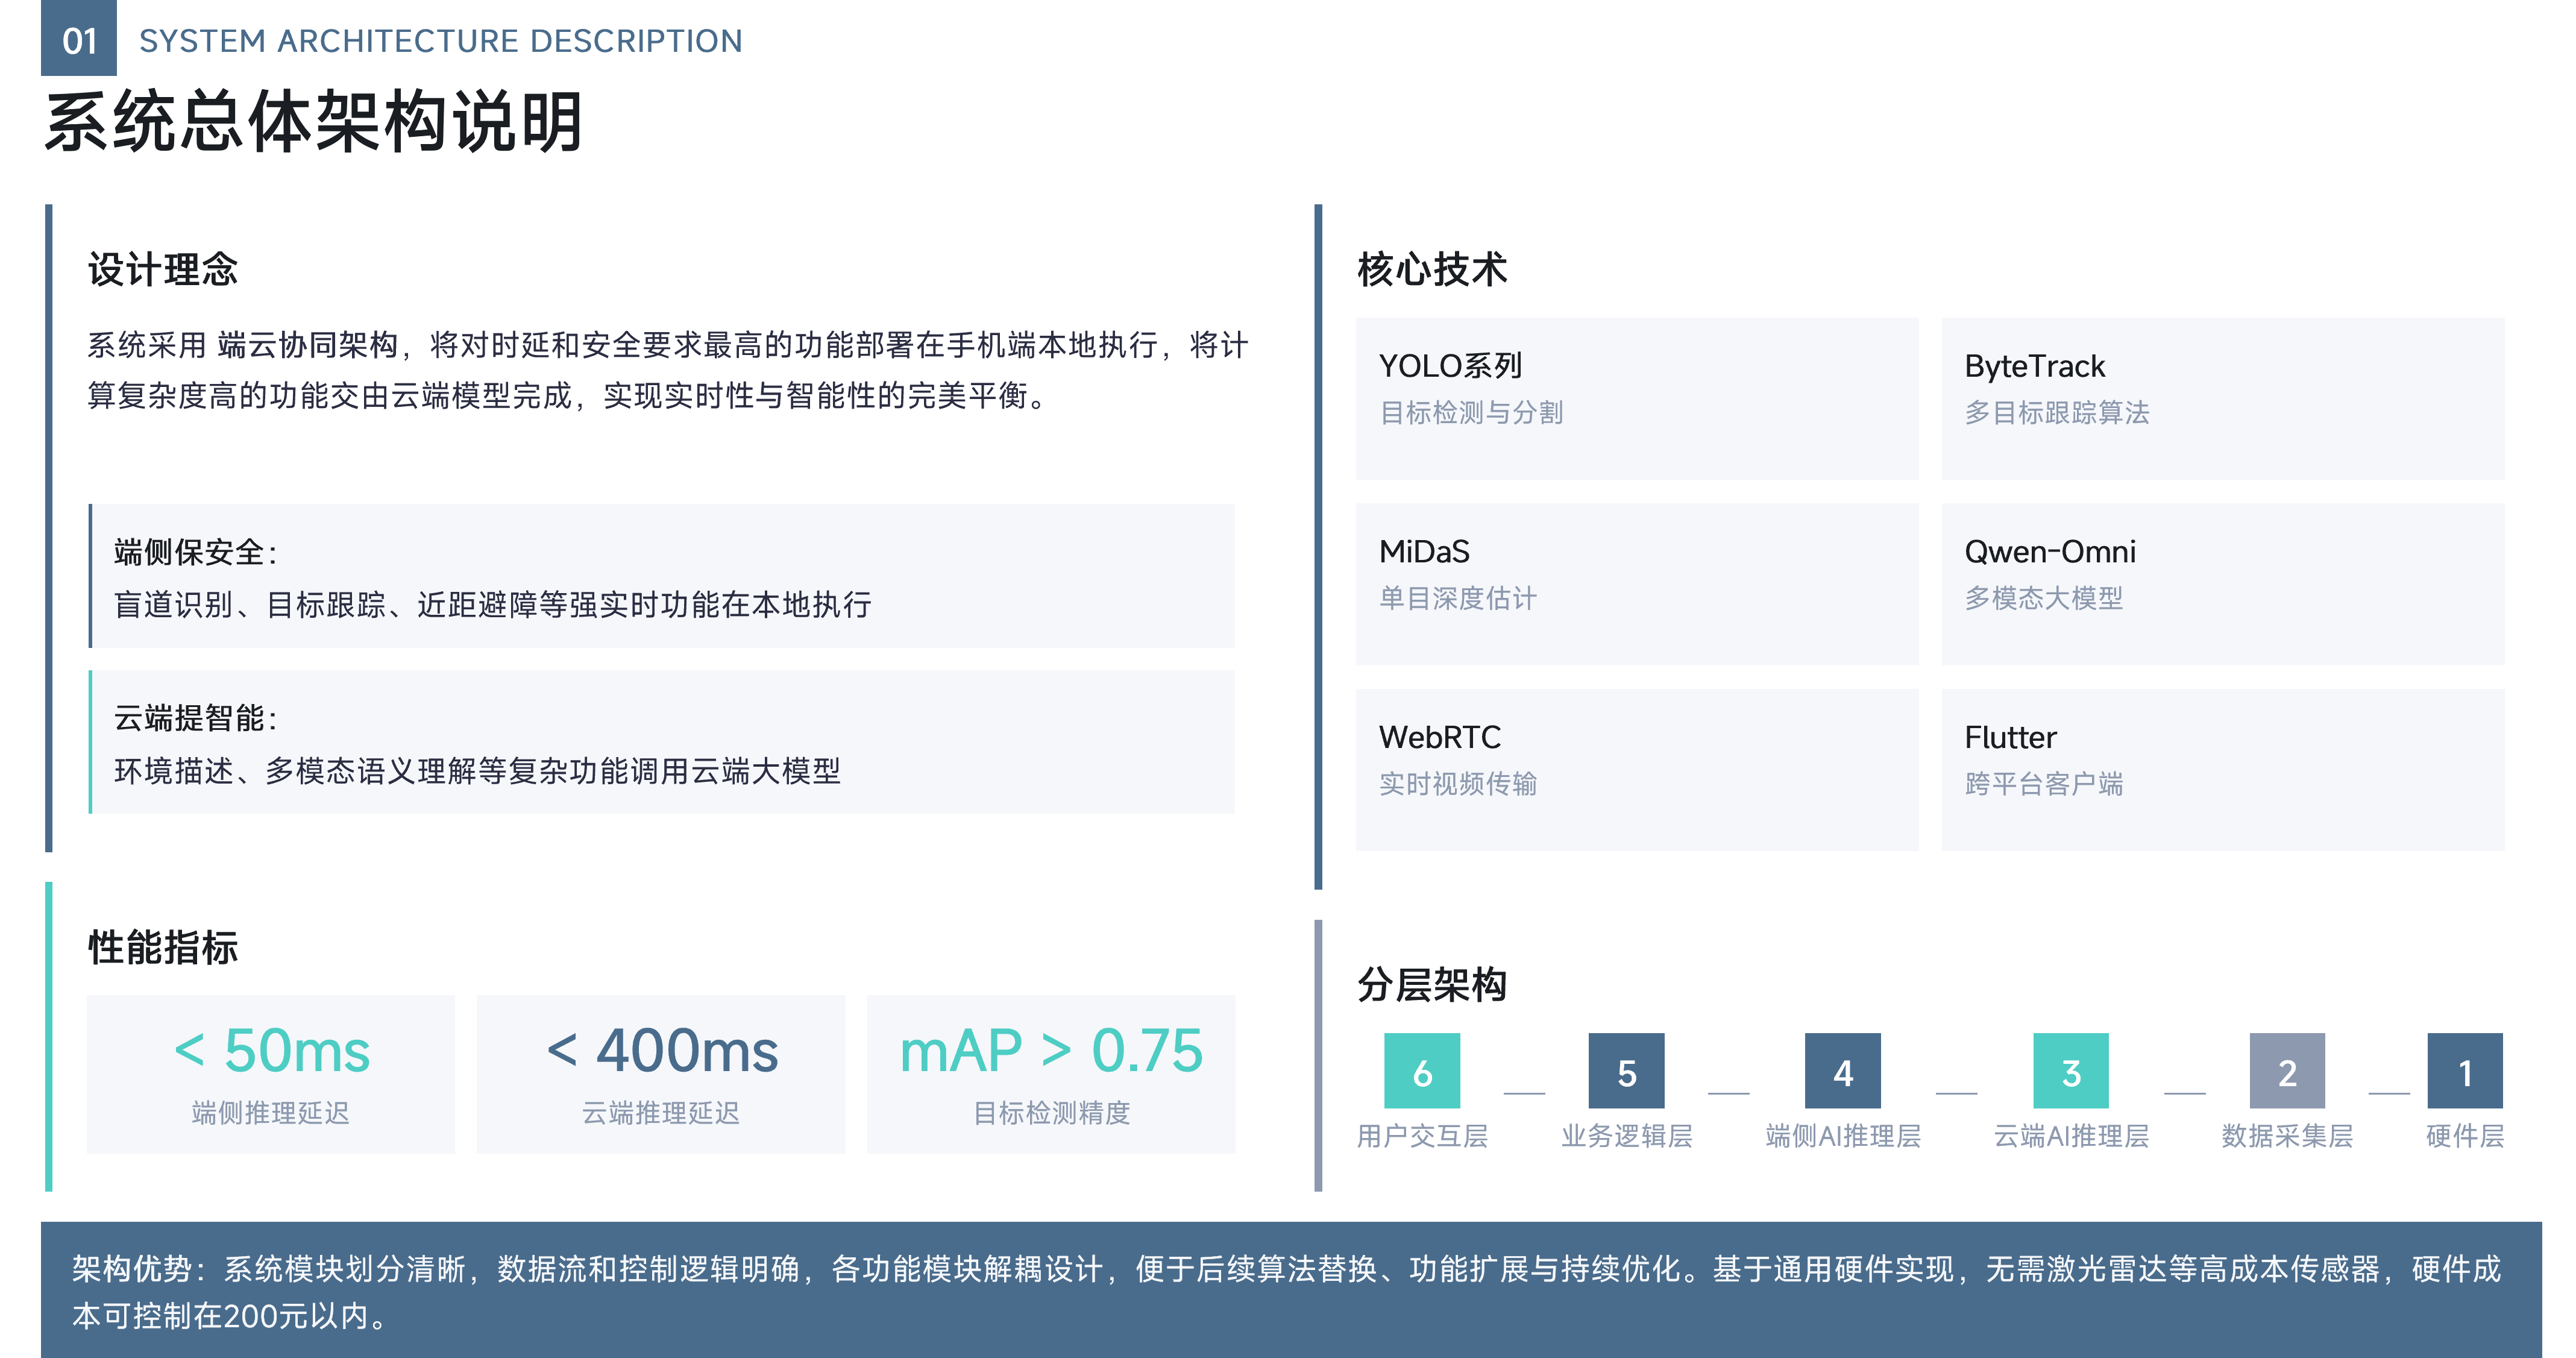 01
SYSTEM ARCHITECTURE DESCRIPTION
系统总体架构说明
设计理念
系统采用 端云协同架构，将对时延和安全要求最高的功能部署在手机端本地执行，将计
算复杂度高的功能交由云端模型完成，实现实时性与智能性的完美平衡。
端侧保安全：
盲道识别、目标跟踪、近距避障等强实时功能在本地执行
云端提智能：
环境描述、多模态语义理解等复杂功能调用云端大模型
性能指标
< 50ms
端侧推理延迟
< 400ms
云端推理延迟
mAP > 0.75
目标检测精度
核心技术
YOLO系列
目标检测与分割
ByteTrack
多目标跟踪算法
MiDaS
单目深度估计
Qwen-Omni
多模态大模型
WebRTC
实时视频传输
Flutter
跨平台客户端
分层架构
6
用户交互层
5
业务逻辑层
4
端侧AI推理层
3
云端AI推理层
2
数据采集层
1
硬件层
架构优势：系统模块划分清晰，数据流和控制逻辑明确，各功能模块解耦设计，便于后续算法替换、功能扩展与持续优化。基于通用硬件实现，无需激光雷达等高成本传感器，硬件成
本可控制在200元以内。